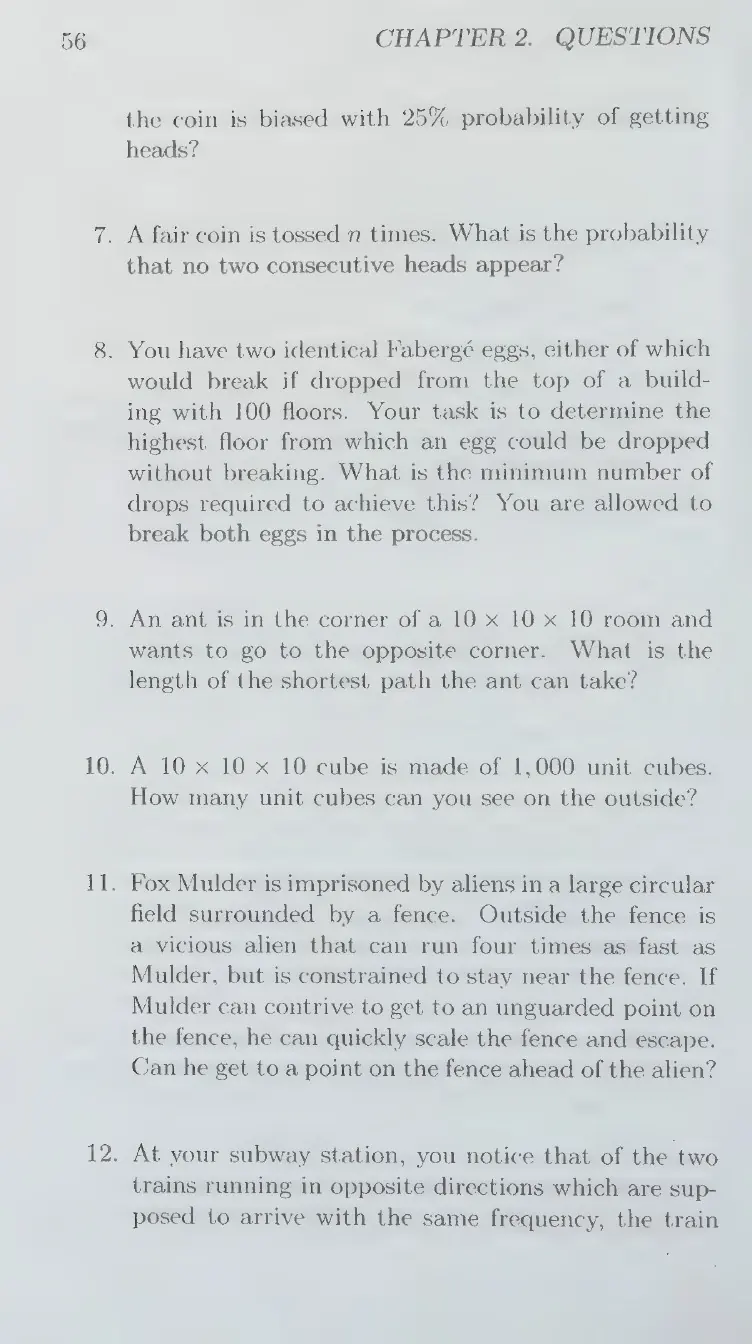 56
CHAPTER 2. QUESTIONS
the coin is biased with 25% probability of getting
heads?
7. A fair coin is tossed n times. What is the probability
that no two consecutive heads appear?
8. You have two identical Fabergé eggs, either of which
would break if dropped from the top of a build-
ing with 100 floors. Your task is to determine the
highest floor from which an egg could be dropped
without breaking. What is the minimum number of
drops required to achieve this? You are allowed to
break both eggs in the process.
9. An ant is in the corner of a 10 × 10 × 10 room and
wants to go to the opposite corner. What is the
length of the shortest path the ant can take?
10. A 10 × 10 × 10 cube is made of 1,000 unit cubes.
How many unit cubes can you see on the outside?
11. Fox Mulder is imprisoned by aliens in a large circular
field surrounded by a fence. Outside the fence is
a vicious alien that can run four times as fast as
Mulder, but is constrained to stay near the fence. If
Mulder can contrive to get to an unguarded point on
the fence, he can quickly scale the fence and escape.
Can he get to a point on the fence ahead of the alien?
12. At your subway station, you notice that of the two
trains running in opposite directions which are sup-
posed to arrive with the same frequency, the train